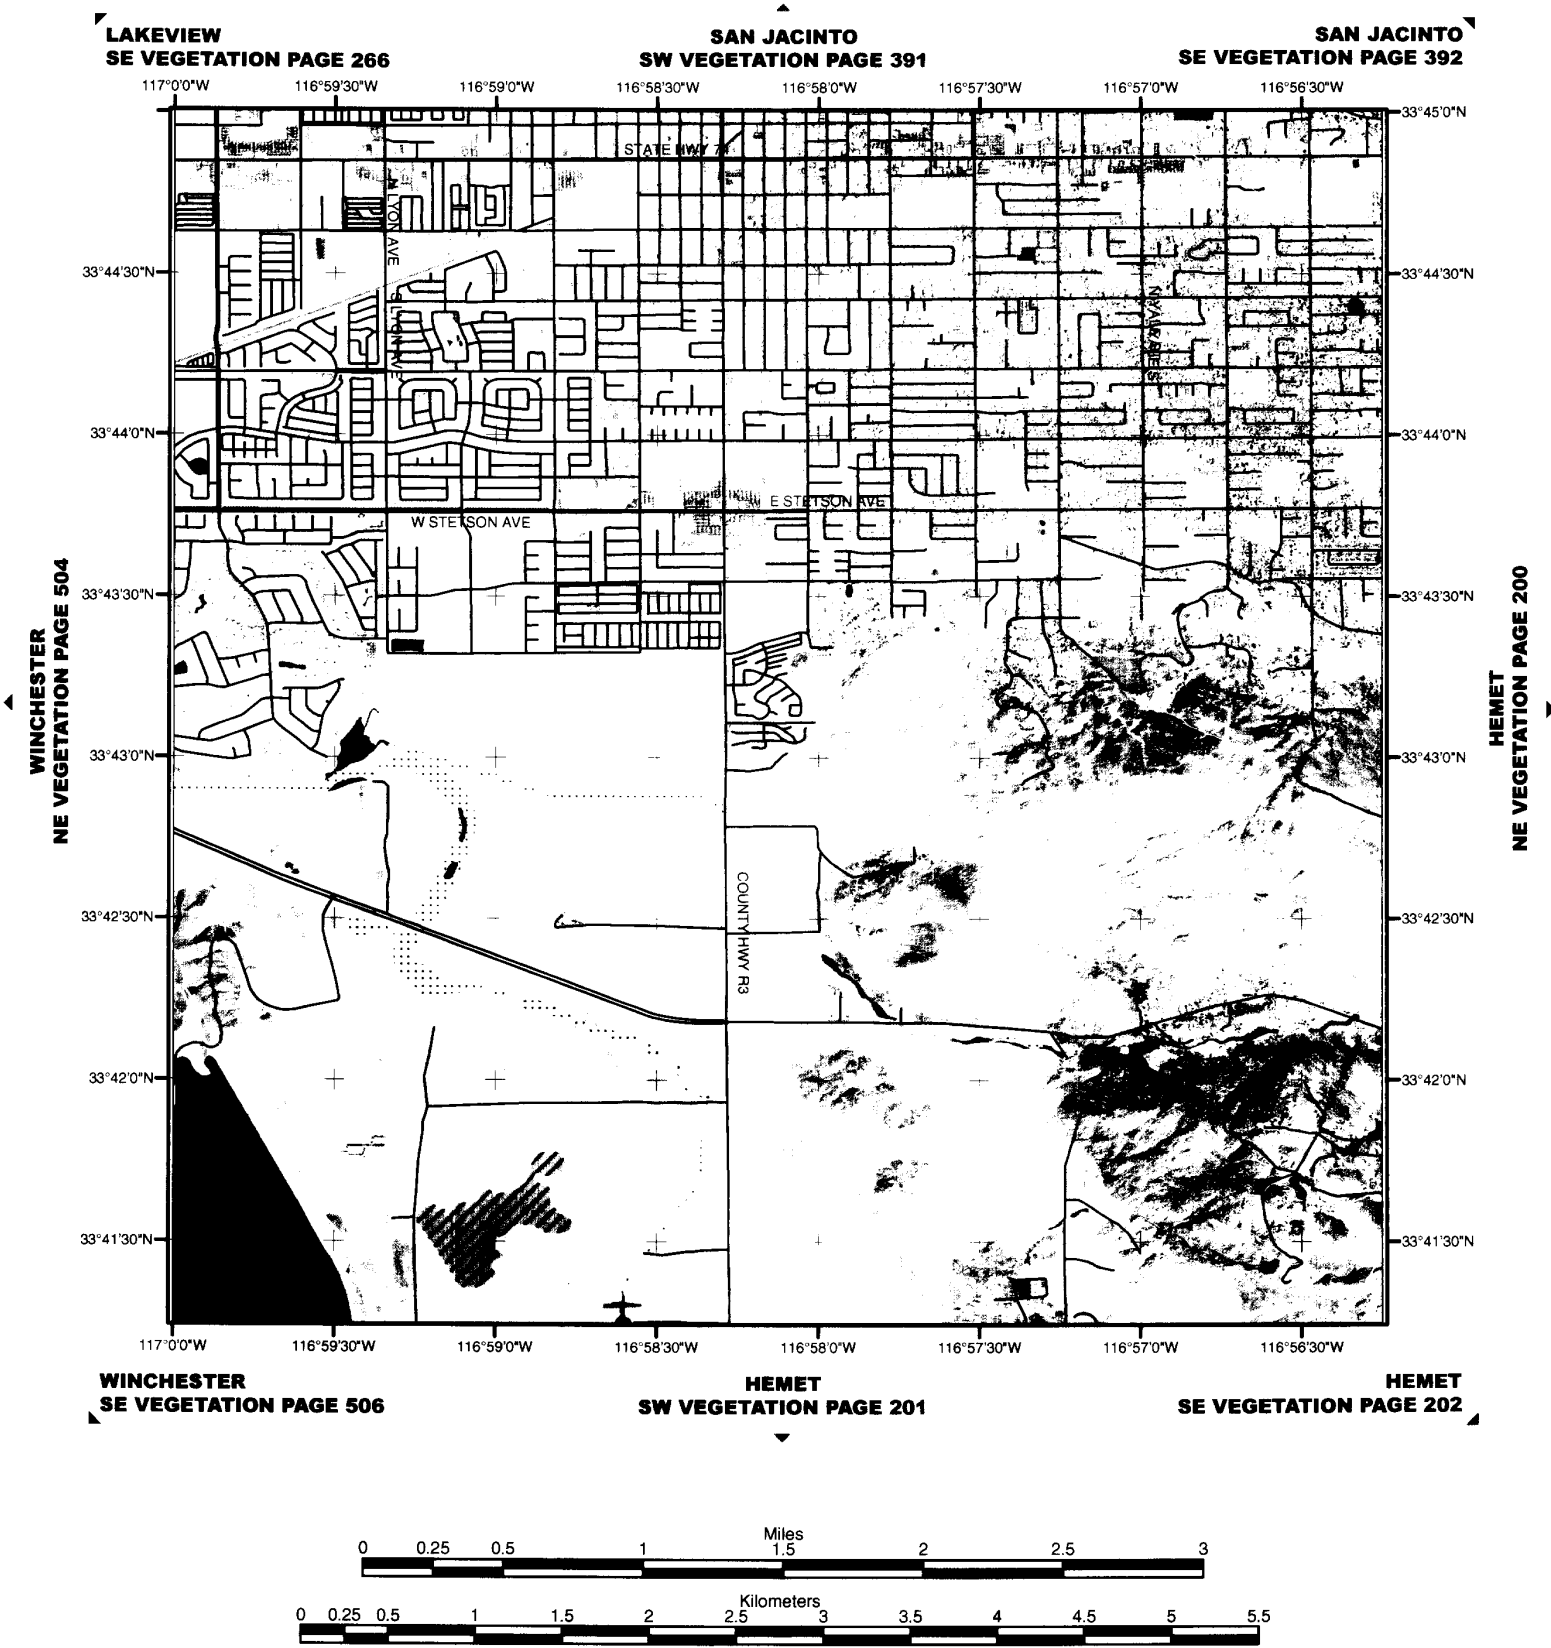 LAKEVIEW
SE VEGETATION PAGE 266
SAN JACINTO
SW VEGETATION PAGE 391
SAN JACINTO
SE VEGETATION PAGE 392
117°0'0"W
116°59'30"W
116°59'0"W
116°58'30"W
116°58'0"W
116°57'30"W
116°57'0"W
116°56'30"W
33°45'0"N
STATE HWY 74
N LYON AVE
33°44'30"N
33°44'30"N
S LYON AVE
33°44'0"N
33°44'0"N
E STETSON AVE
W STETSON AVE
33°43'30"N
33°43'30"N
WINCHESTER
NE VEGETATION PAGE 504
HEMET
NE VEGETATION PAGE 200
33°43'0"N
33°43'0"N
COUNTY HWY R3
33°42'30"N
33°42'30"N
33°42'0"N
33°42'0"N
33°41'30"N
33°41'30"N
117°0'0"W
116°59'30"W
116°59'0"W
116°58'30"W
116°58'0"W
116°57'30"W
116°57'0"W
116°56'30"W
WINCHESTER
SE VEGETATION PAGE 506
HEMET
SW VEGETATION PAGE 201
HEMET
SE VEGETATION PAGE 202
Miles
0 0.25 0.5 1 1.5 2 2.5 3
Kilometers
0 0.25 0.5 1 1.5 2 2.5 3 3.5 4 4.5 5 5.5